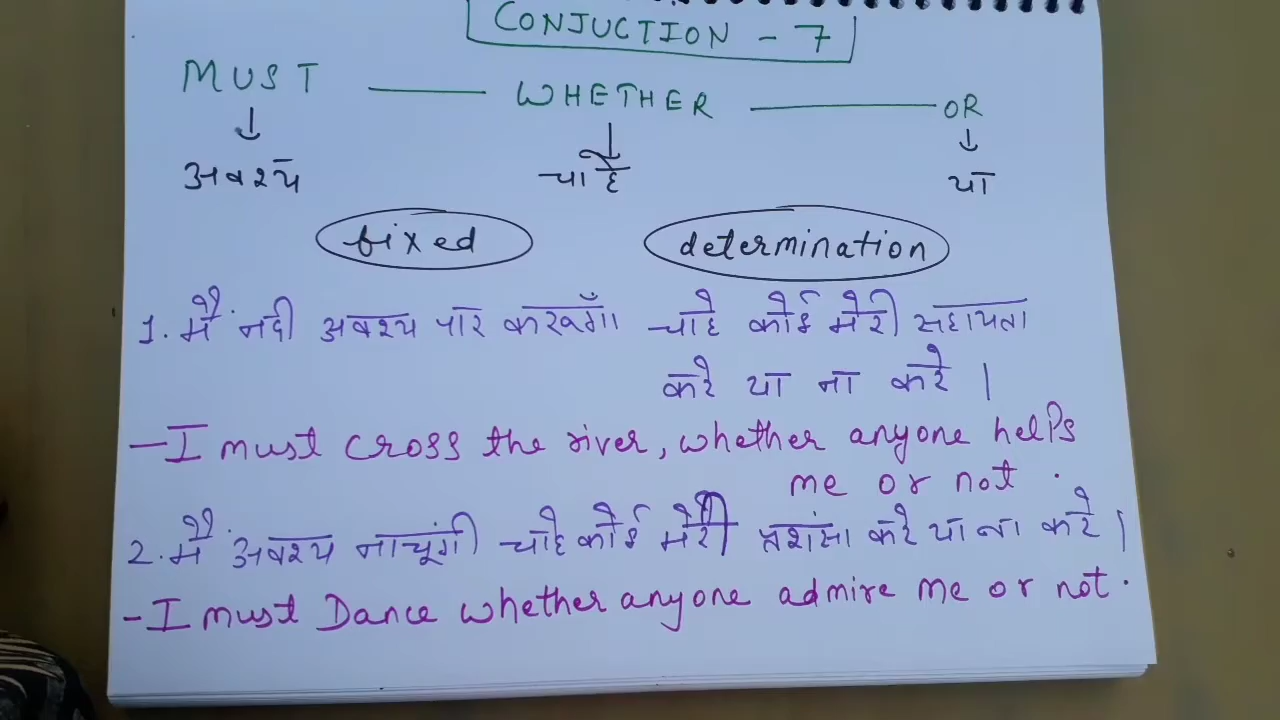 CONJUCTION - 7
MUST — WHETHER — OR
↓ ↓ ↓
अवश्य चाहे या
fixed determination
1. मैं नदी अवश्य पार करूंगाँ चाहे कोई मेरी सहायता
करे या ना करे ।
- I must cross the river, whether anyone helps
me or not .
2. मैं अवश्य नाचूंगी चाहे कोई मेरी प्रशंसा करे या ना करे ।
- I must Dance whether anyone admire me or not .